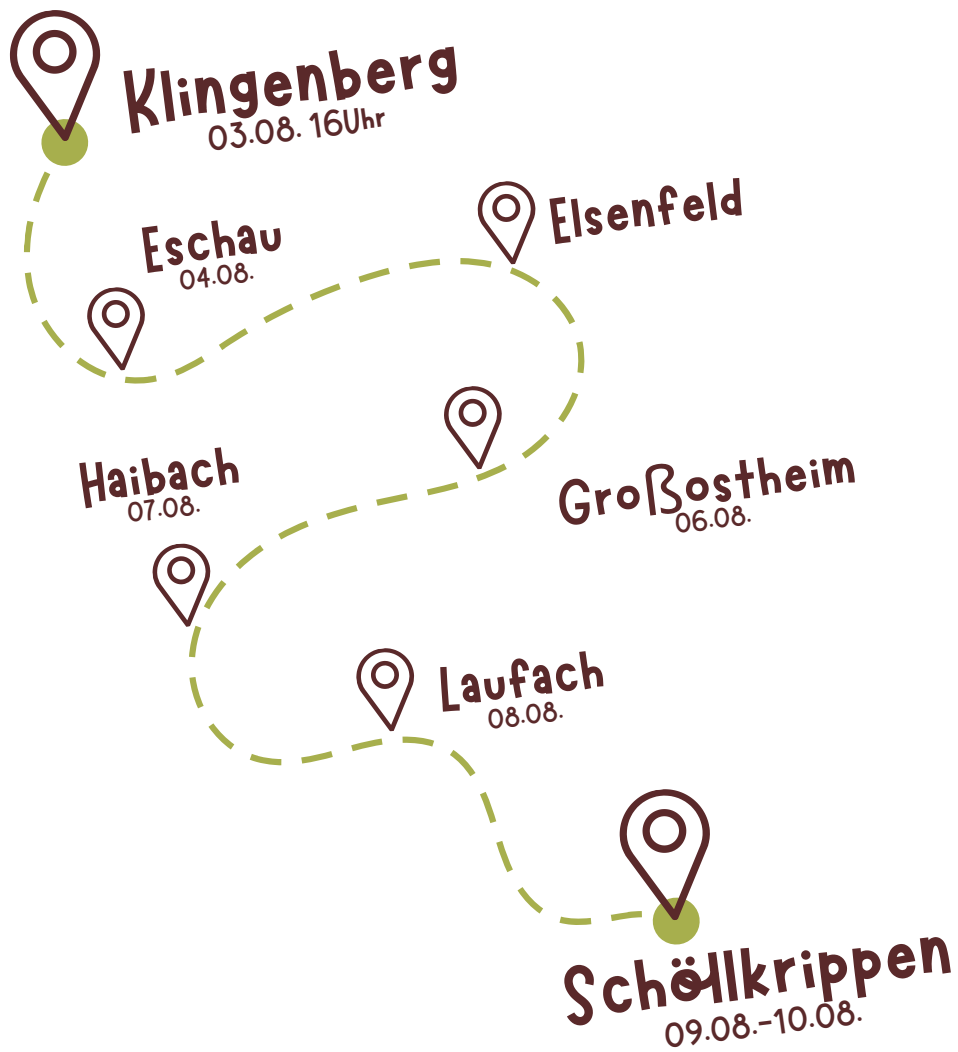 Klingenberg
03.08. 16Uhr
Eschau
04.08.
Elsenfeld
Großostheim
06.08.
Haibach
07.08.
Laufach
08.08.
Schöllkrippen
09.08.-10.08.